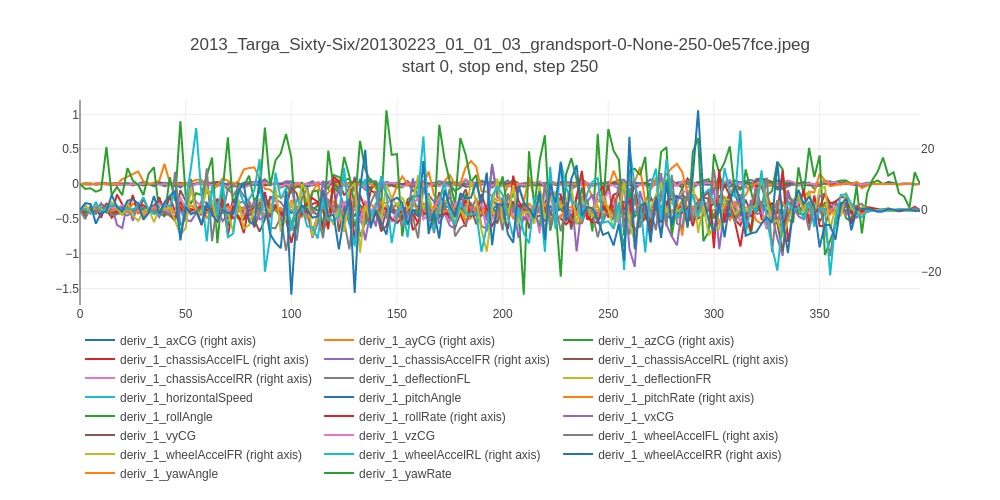 2013_Targa_Sixty-Six/20130223_01_01_03_grandsport-0-None-250-0e57fce.jpeg
start 0, stop end, step 250
1
0.5
0
−0.5
−1
−1.5
20
0
−20
0 50 100 150 200 250 300 350
deriv_1_axCG (right axis) deriv_1_ayCG (right axis) deriv_1_azCG (right axis)
deriv_1_chassisAccelFL (right axis) deriv_1_chassisAccelFR (right axis) deriv_1_chassisAccelRL (right axis)
deriv_1_chassisAccelRR (right axis) deriv_1_deflectionFL deriv_1_deflectionFR
deriv_1_horizontalSpeed deriv_1_pitchAngle deriv_1_pitchRate (right axis)
deriv_1_rollAngle deriv_1_rollRate (right axis) deriv_1_vxCG
deriv_1_vyCG deriv_1_vzCG deriv_1_wheelAccelFL (right axis)
deriv_1_wheelAccelFR (right axis) deriv_1_wheelAccelRL (right axis) deriv_1_wheelAccelRR (right axis)
deriv_1_yawAngle deriv_1_yawRate